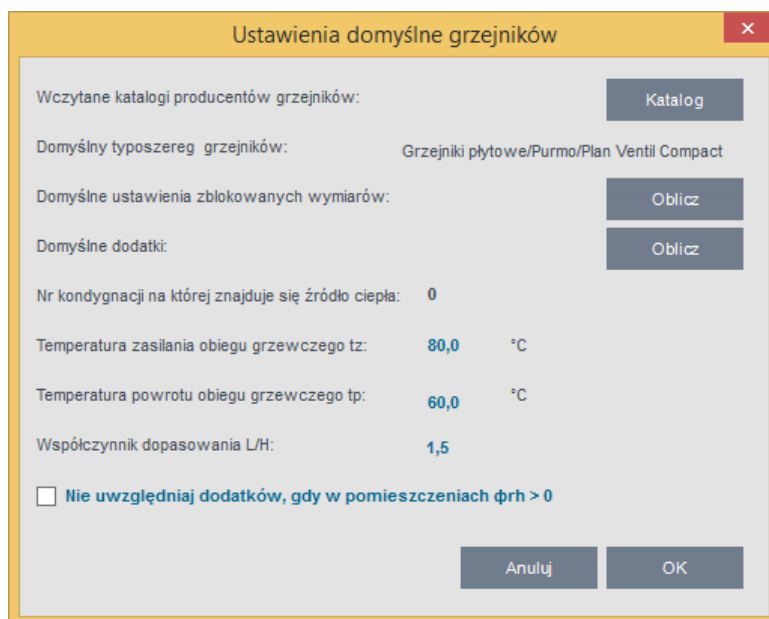 Ustawienia domyślne grzejników
Wczytane katalogi producentów grzejników: Katalog
Domyślny typoszereg grzejników: Grzejniki płytowe/Purmo/Plan Ventil Compact
Domyślne ustawienia zblokowanych wymiarów: Oblicz
Domyślne dodatki: Oblicz
Nr kondygnacji na której znajduje się źródło ciepła: 0
Temperatura zasilania obiegu grzewczego tz: 80,0 °C
Temperatura powrotu obiegu grzewczego tp: 60,0 °C
Współczynnik dopasowania L/H: 1,5
Nie uwzględniaj dodatków, gdy w pomieszczeniach фrh > 0
Anuluj OK